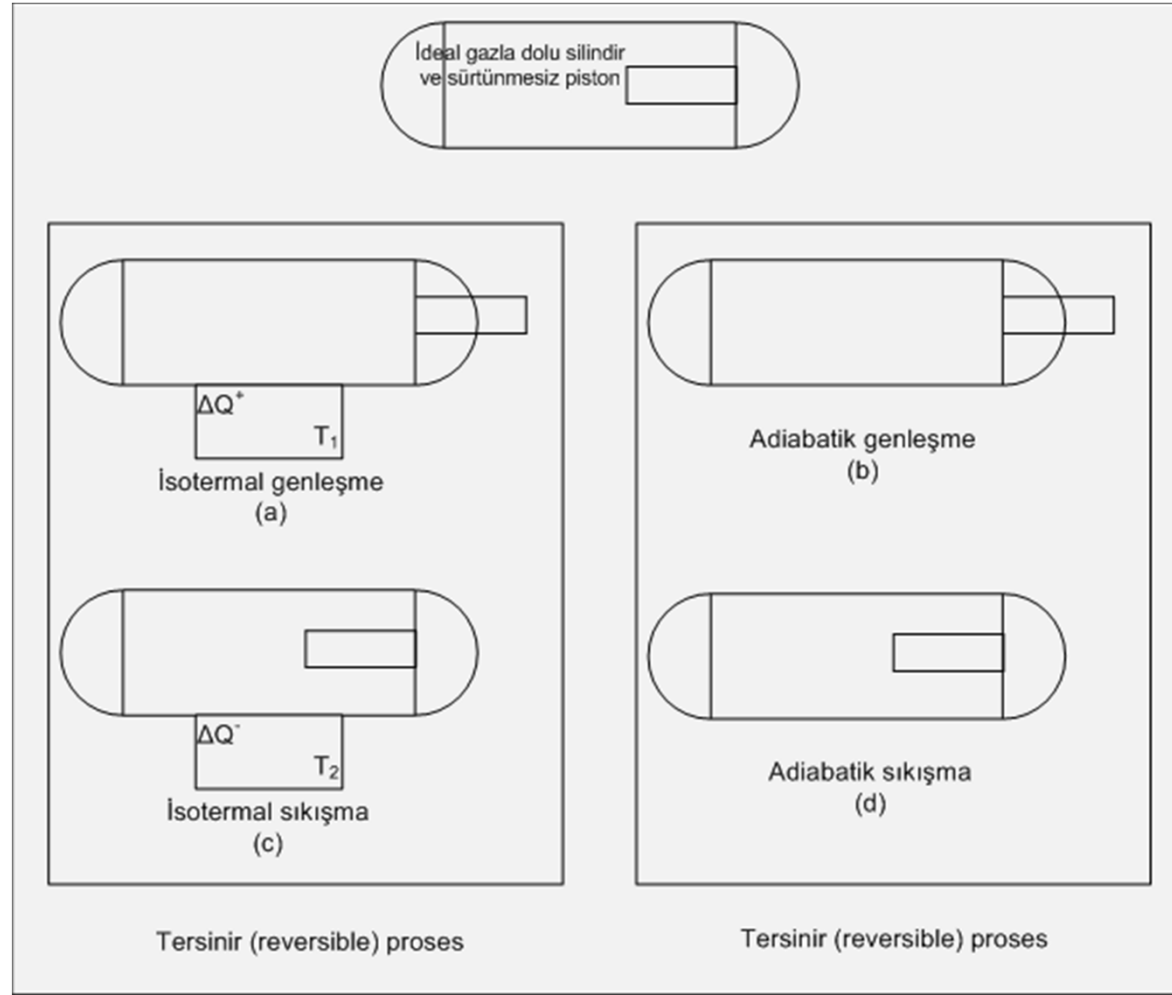 İdeal gazla dolu silindir
ve sürtünmesiz piston
ΔQ⁺
T₁
İsotermal genleşme
(a)
Adiabatik genleşme
(b)
ΔQ⁻
T₂
İsotermal sıkışma
(c)
Adiabatik sıkışma
(d)
Tersinir (reversible) proses
Tersinir (reversible) proses